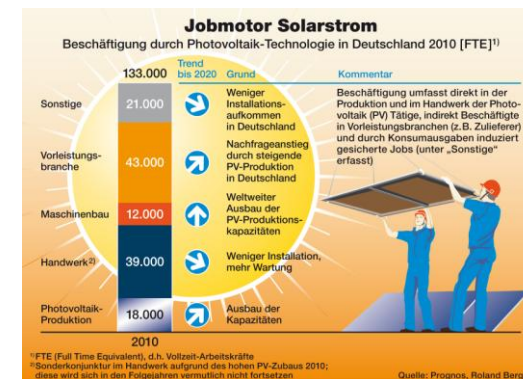 Jobmotor Solarstrom
Beschäftigung durch Photovoltaik-Technologie in Deutschland 2010 [FTE]1)
133.000
Trend
bis 2020
Grund
Kommentar
Sonstige
21.000
Weniger
Installations-
aufkommen
in Deutschland
Beschäftigung umfasst direkt in der
Produktion und im Handwerk der Photo-
voltaik (PV) Tätige, indirekt Beschäftigte
in Vorleistungsbranchen (z.B. Zulieferer)
und durch Konsumausgaben induziert
gesicherte Jobs (unter „Sonstige“
erfasst)
Vorleistungs-
branche
43.000
Nachfrageanstieg
durch steigende
PV-Produktion
in Deutschland
Maschinenbau
12.000
Weltweiter
Ausbau der
PV-Produktions-
kapazitäten
Handwerk2)
39.000
Weniger Installation,
mehr Wartung
Photovoltaik-
Produktion
18.000
Ausbau der
Kapazitäten
2010
1)FTE (Full Time Equivalent), d.h. Vollzeit-Arbeitskräfte
2)Sonderkonjunktur im Handwerk aufgrund des hohen PV-Zubaus 2010;
diese wird sich in den Folgejahren vermutlich nicht fortsetzen
Quelle: Prognos, Roland Berg